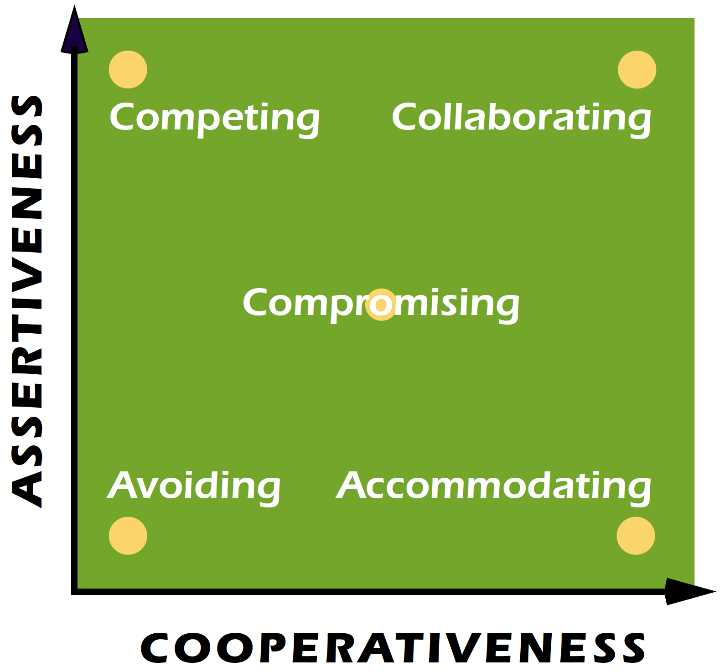 ASSERTIVENESS
Competing
Collaborating
Compromising
Avoiding
Accommodating
COOPERATIVENESS